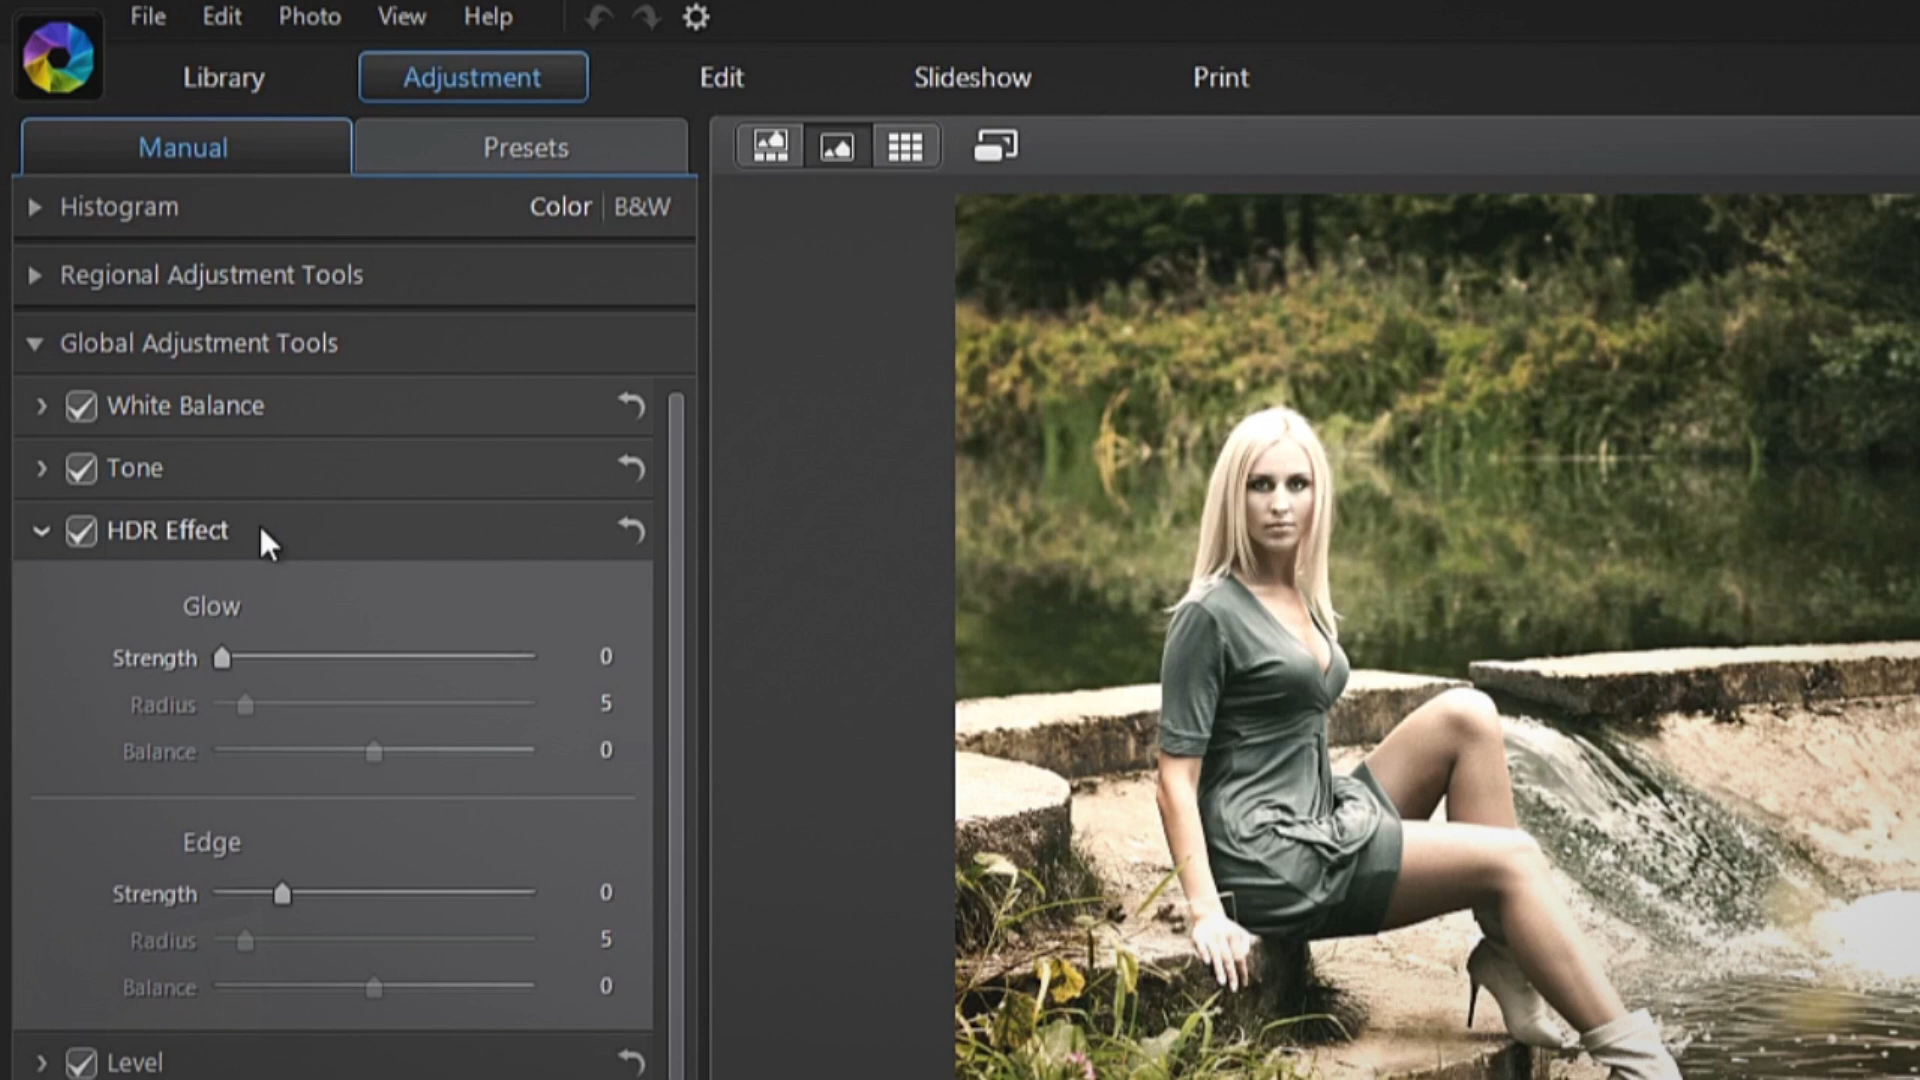 File Edit Photo View Help
Library Adjustment Edit Slideshow Print
Manual Presets
Histogram Color B&W
Regional Adjustment Tools
Global Adjustment Tools
White Balance
Tone
HDR Effect
Glow
Strength 0
Radius 5
Balance 0
Edge
Strength 0
Radius 5
Balance 0
Level